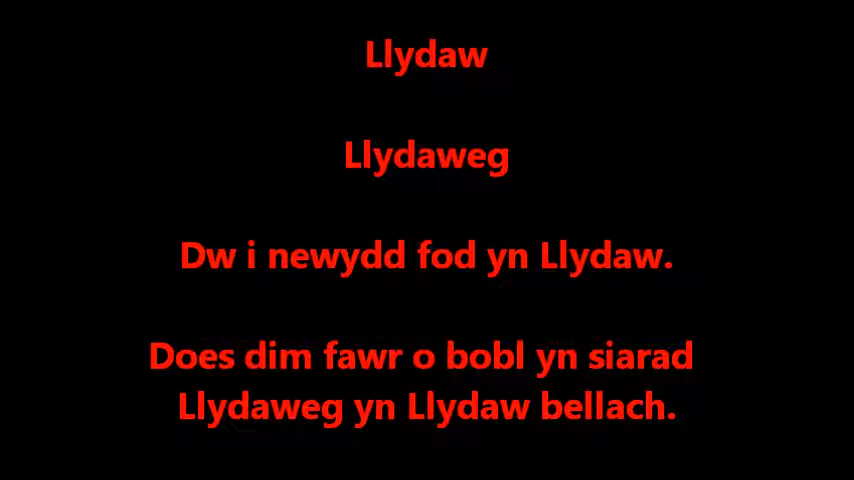 Llydaw
Llydaweg
Dw i newydd fod yn Llydaw.
Does dim fawr o bobl yn siarad
Llydaweg yn Llydaw bellach.